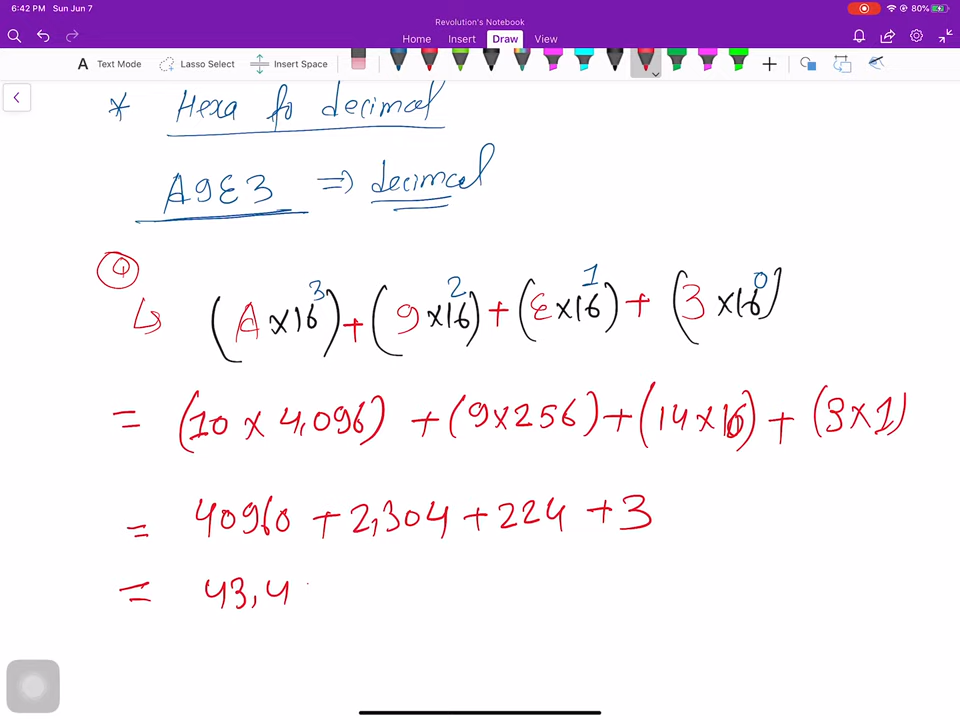 6:42 PM Sun Jun 7
80%
Revolution's Notebook
Home Insert Draw View
A Text Mode Lasso Select Insert Space
* Hexa to decimal
A9E3 => decimal
Q
↳ (A×16³) + (9×16²) + (E×16¹) + (3×16⁰)
= (10 × 4,096) + (9×256) + (14×16) + (3×1)
= 40960 + 2,304 + 224 + 3
= 43,4